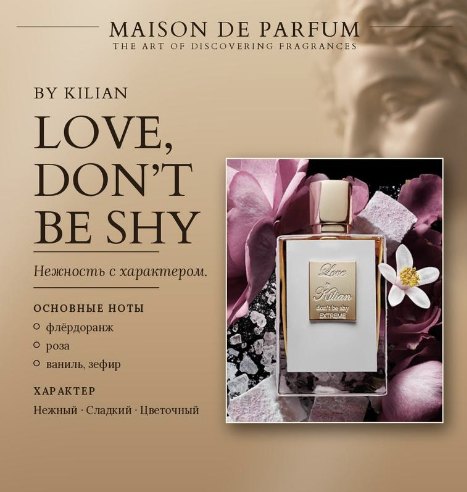 MAISON DE PARFUM
THE ART OF DISCOVERING FRAGRANCES
BY KILIAN
LOVE,
DON'T
BE SHY
Нежность с характером.
ОСНОВНЫЕ НОТЫ
флёрдоранж
роза
ваниль, зефир
ХАРАКТЕР
Нежный · Сладкий · Цветочный
Love
by
Kilian
don't be shy
EXTREME